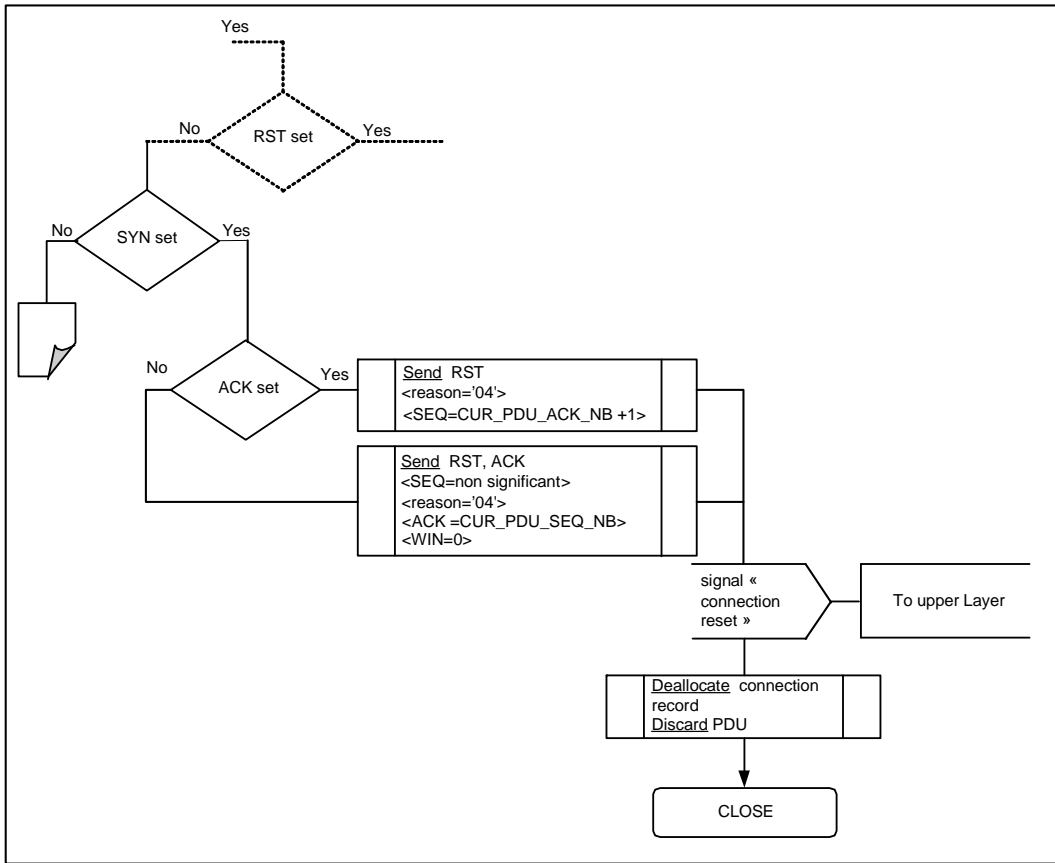 Yes
No
RST set
Yes
No
SYN set
Yes
No
ACK set
Yes
Send RST
<reason='04'>
<SEQ=CUR_PDU_ACK_NB +1>
Send RST, ACK
<SEQ=non significant>
<reason='04'>
<ACK =CUR_PDU_SEQ_NB>
<WIN=0>
signal «
connection
reset »
To upper Layer
Deallocate connection
record
Discard PDU
CLOSE